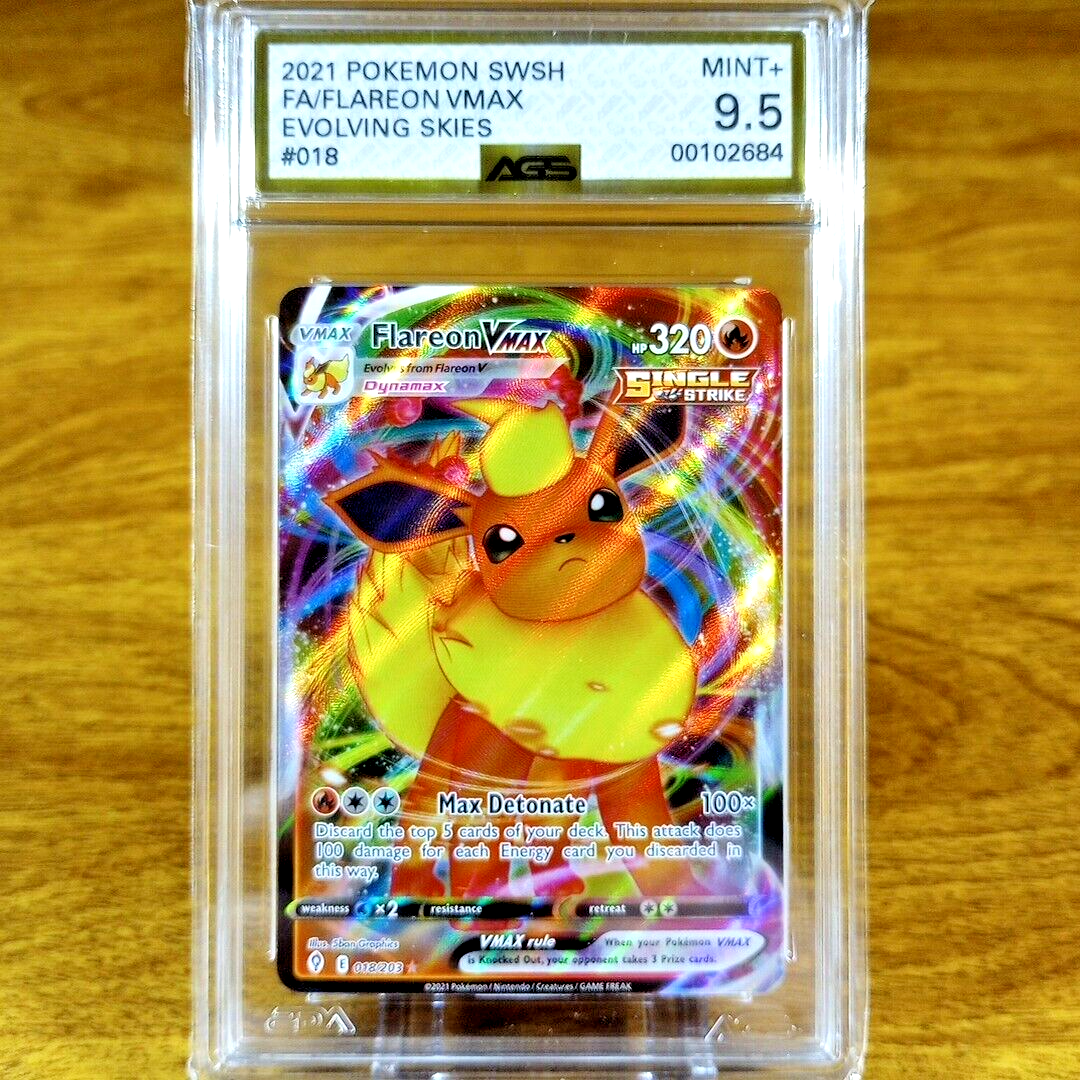 2021 POKEMON SWSH MINT+
FA/FLAREON VMAX 9.5
EVOLVING SKIES
#018 AGS 00102684
VMAX Flareon VMAX HP 320
Evolves from Flareon V
Dynamax
SINGLE
STRIKE
Max Detonate 100×
Discard the top 5 cards of your deck. This attack does
100 damage for each Energy card you discarded in
this way.
weakness ×2 resistance retreat
Illus. 5ban Graphics
VMAX rule When your Pokémon VMAX
is Knocked Out, your opponent takes 3 Prize cards.
E 018/203
©2021 Pokémon / Nintendo / Creatures / GAME FREAK